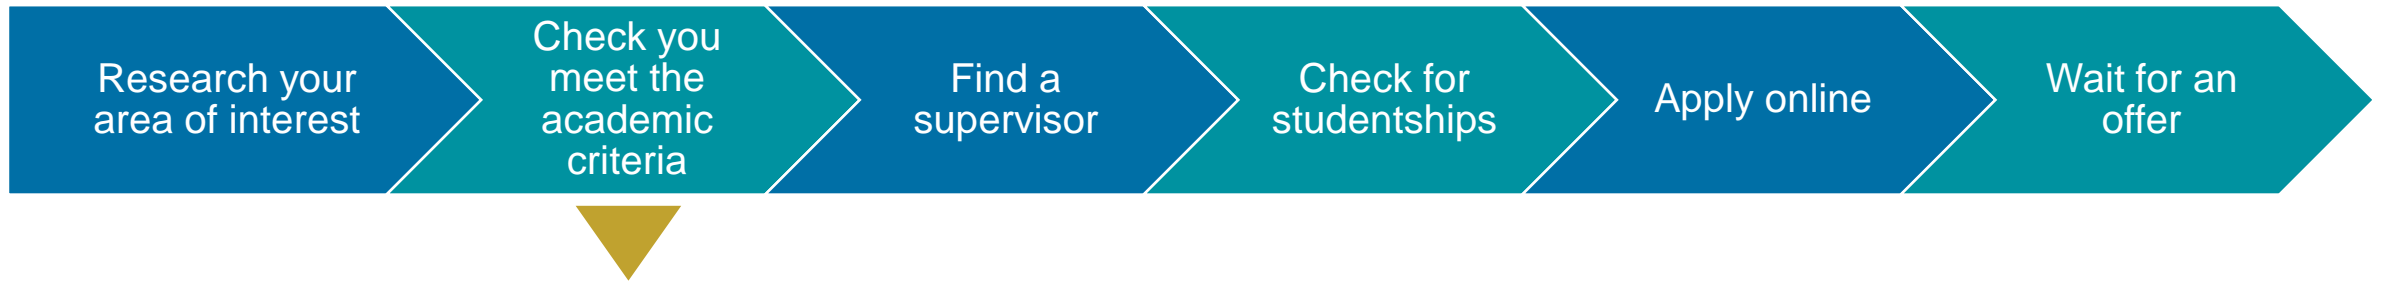 Research your
area of interest
Check you
meet the
academic
criteria
Find a
supervisor
Check for
studentships
Apply online
Wait for an
offer